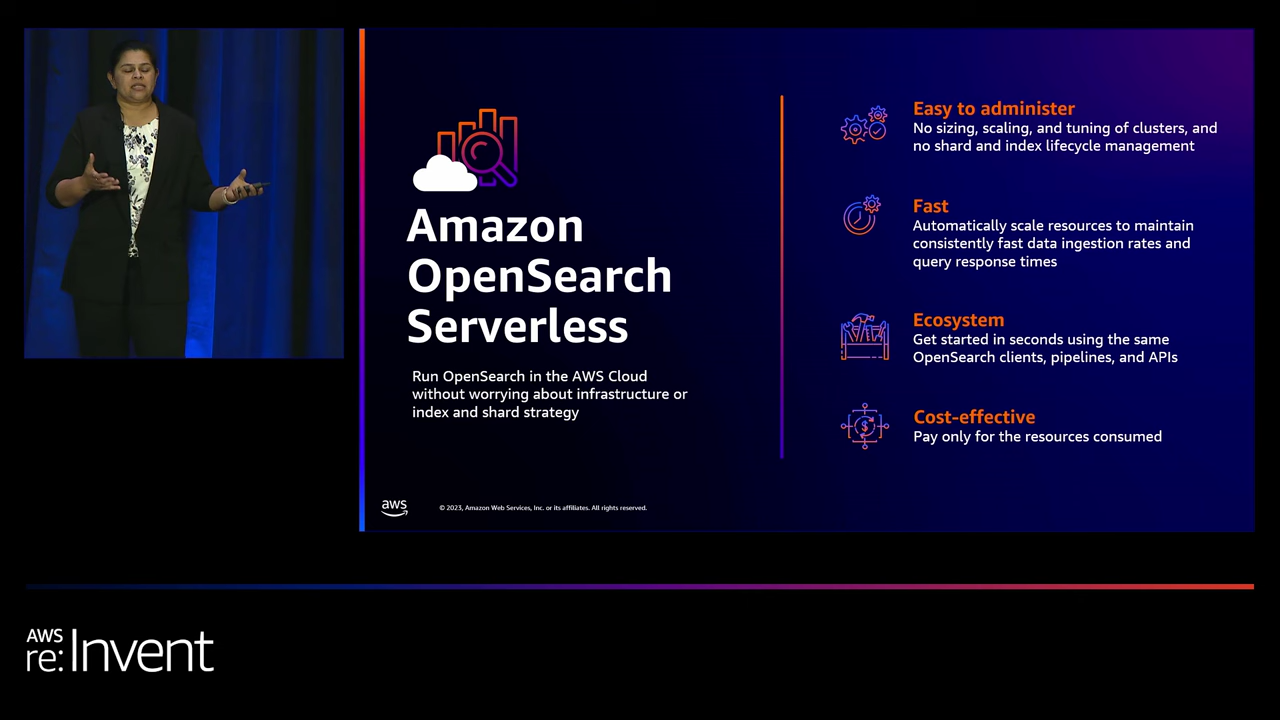 Amazon
OpenSearch
Serverless
Run OpenSearch in the AWS Cloud
without worrying about infrastructure or
index and shard strategy
Easy to administer
No sizing, scaling, and tuning of clusters, and
no shard and index lifecycle management
Fast
Automatically scale resources to maintain
consistently fast data ingestion rates and
query response times
Ecosystem
Get started in seconds using the same
OpenSearch clients, pipelines, and APIs
$
Cost-effective
Pay only for the resources consumed
aws
© 2023, Amazon Web Services, Inc. or its affiliates. All rights reserved.
AWS
re:Invent